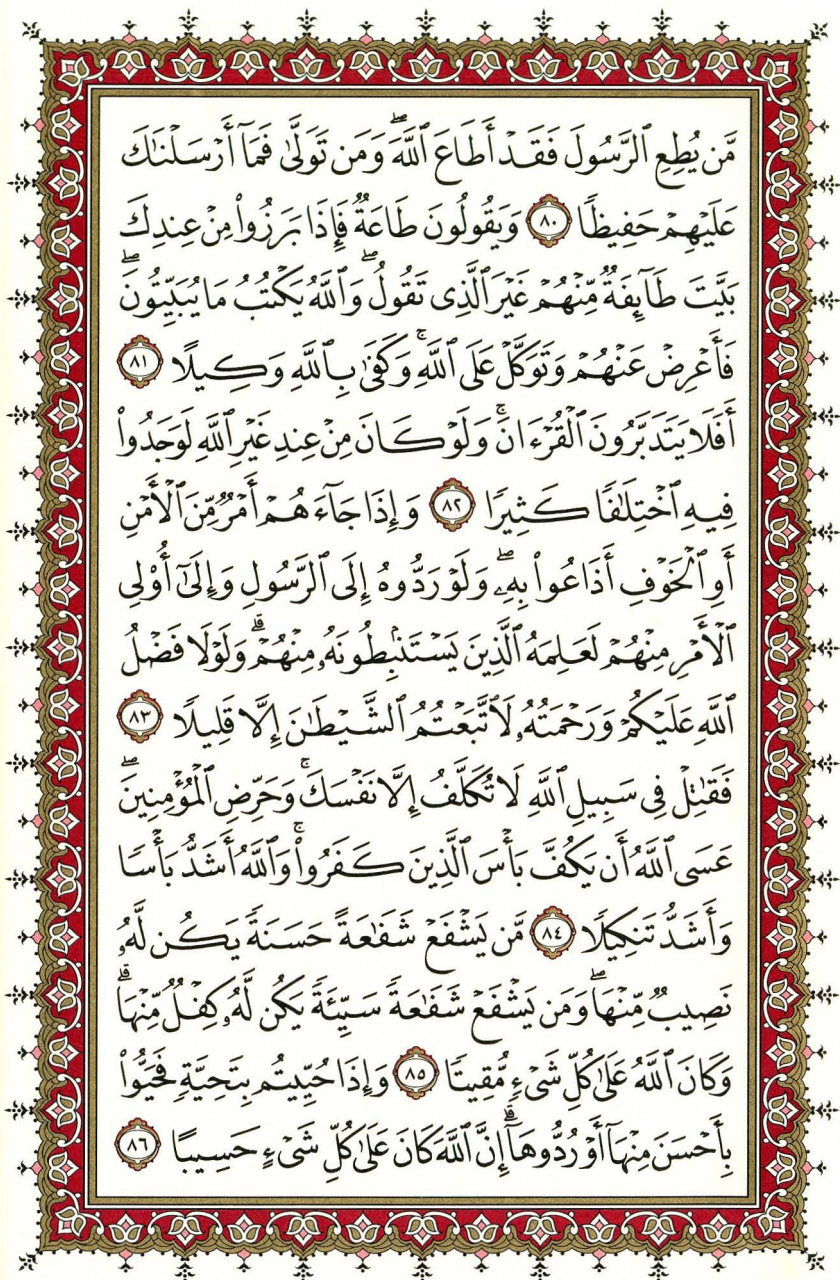 مَّن يُطِعِ ٱلرَّسُولَ فَقَدْ أَطَاعَ ٱللَّهَ ۖ وَمَن تَوَلَّىٰ فَمَآ أَرْسَلْنَٰكَ
عَلَيْهِمْ حَفِيظًا ٨٠ وَيَقُولُونَ طَاعَةٌ فَإِذَا بَرَزُوا۟ مِنْ عِندِكَ
بَيَّتَ طَآئِفَةٌ مِّنْهُمْ غَيْرَ ٱلَّذِى تَقُولُ ۖ وَٱللَّهُ يَكْتُبُ مَا يُبَيِّتُونَ ۖ
فَأَعْرِضْ عَنْهُمْ وَتَوَكَّلْ عَلَى ٱللَّهِ ۚ وَكَفَىٰ بِٱللَّهِ وَكِيلًا ٨١
أَفَلَا يَتَدَبَّرُونَ ٱلْقُرْءَانَ ۚ وَلَوْ كَانَ مِنْ عِندِ غَيْرِ ٱللَّهِ لَوَجَدُوا۟
فِيهِ ٱخْتِلَٰفًا كَثِيرًا ٨٢ وَإِذَا جَآءَهُمْ أَمْرٌ مِّنَ ٱلْأَمْنِ
أَوِ ٱلْخَوْفِ أَذَاعُوا۟ بِهِۦ ۖ وَلَوْ رَدُّوهُ إِلَى ٱلرَّسُولِ وَإِلَىٰٓ أُو۟لِى
ٱلْأَمْرِ مِنْهُمْ لَعَلِمَهُ ٱلَّذِينَ يَسْتَنۢبِطُونَهُۥ مِنْهُمْ ۗ وَلَوْلَا فَضْلُ
ٱللَّهِ عَلَيْكُمْ وَرَحْمَتُهُۥ لَٱتَّبَعْتُمُ ٱلشَّيْطَٰنَ إِلَّا قَلِيلًا ٨٣
فَقَٰتِلْ فِى سَبِيلِ ٱللَّهِ لَا تُكَلَّفُ إِلَّا نَفْسَكَ ۚ وَحَرِّضِ ٱلْمُؤْمِنِينَ ۖ
عَسَى ٱللَّهُ أَن يَكُفَّ بَأْسَ ٱلَّذِينَ كَفَرُوا۟ ۚ وَٱللَّهُ أَشَدُّ بَأْسًا
وَأَشَدُّ تَنكِيلًا ٨٤ مَّن يَشْفَعْ شَفَٰعَةً حَسَنَةً يَكُن لَّهُۥ
نَصِيبٌ مِّنْهَا ۖ وَمَن يَشْفَعْ شَفَٰعَةً سَيِّئَةً يَكُن لَّهُۥ كِفْلٌ مِّنْهَا ۗ
وَكَانَ ٱللَّهُ عَلَىٰ كُلِّ شَىْءٍ مُّقِيتًا ٨٥ وَإِذَا حُيِّيتُم بِتَحِيَّةٍ فَحَيُّوا۟
بِأَحْسَنَ مِنْهَآ أَوْ رُدُّوهَآ ۗ إِنَّ ٱللَّهَ كَانَ عَلَىٰ كُلِّ شَىْءٍ حَسِيبًا ٨٦